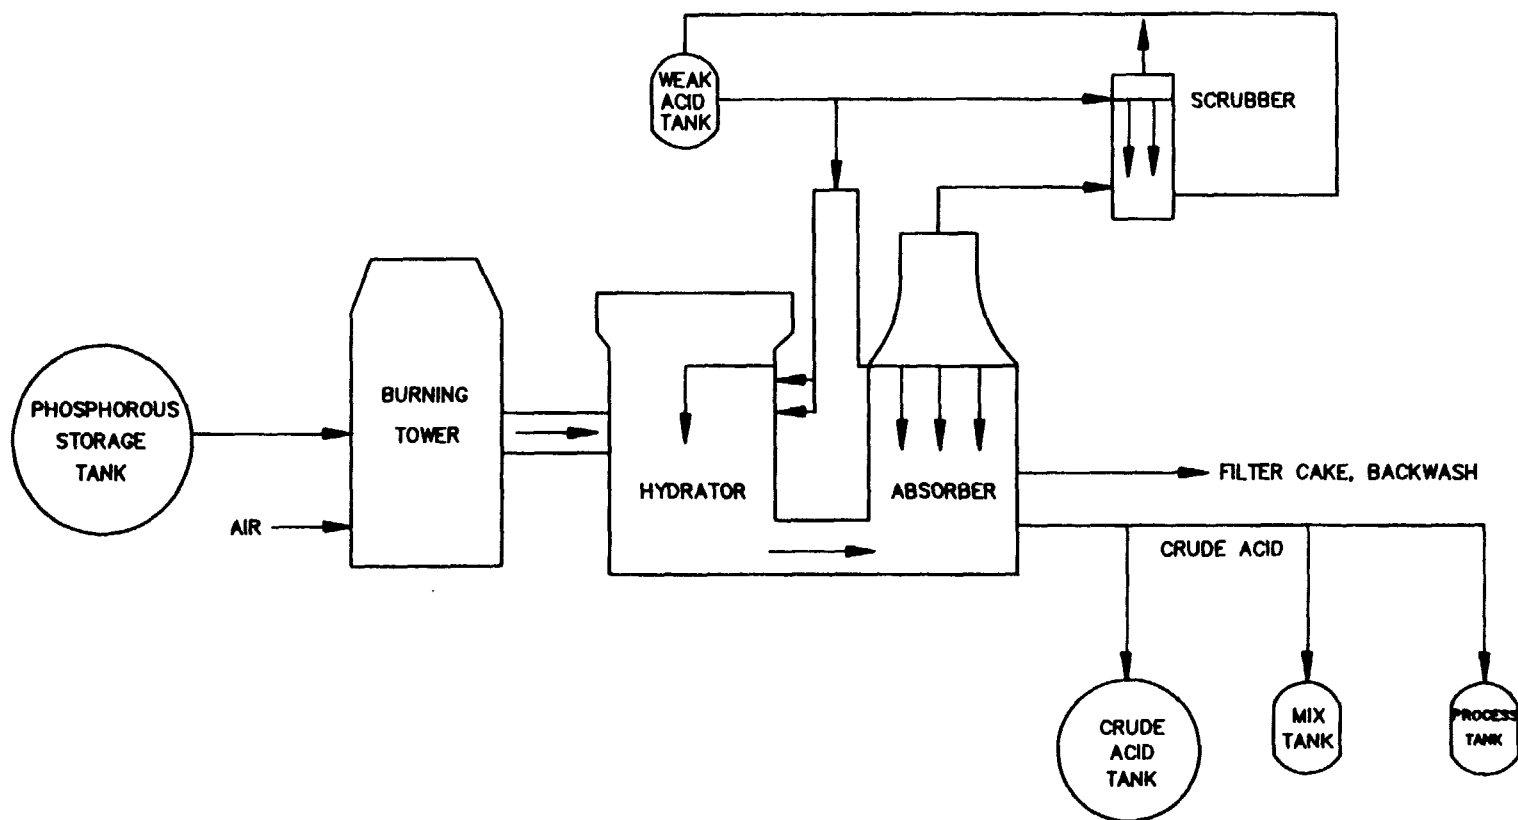 WEAK
ACID
TANK
SCRUBBER
PHOSPHOROUS
STORAGE
TANK
BURNING
TOWER
AIR
HYDRATOR
ABSORBER
FILTER CAKE, BACKWASH
CRUDE ACID
CRUDE
ACID
TANK
MIX
TANK
PROCESS
TANK